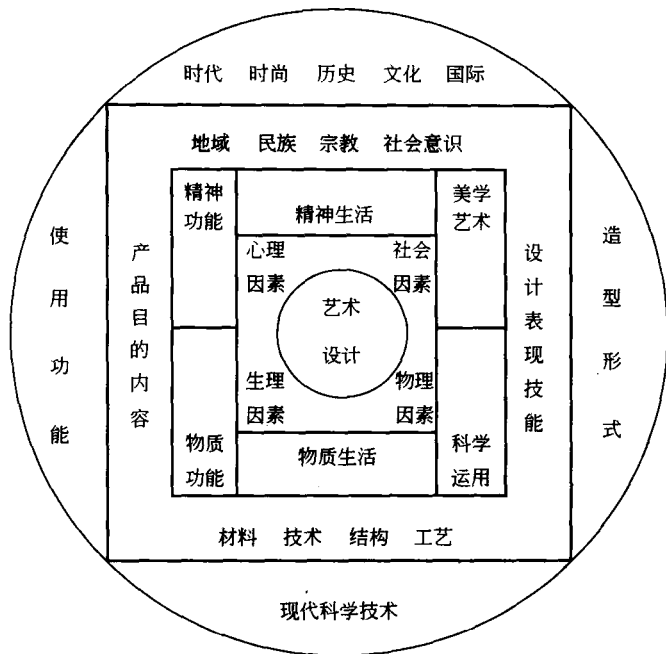 时代 时尚 历史 文化 国际
地域 民族 宗教 社会意识
精神
功能
精神生活
美学
艺术
使用功能
产品目的内容
心理
因素
社会
因素
艺术
设计
设计表现技能
造型形式
生理
因素
物理
因素
物质
功能
物质生活
科学
运用
材料 技术 结构 工艺
现代科学技术